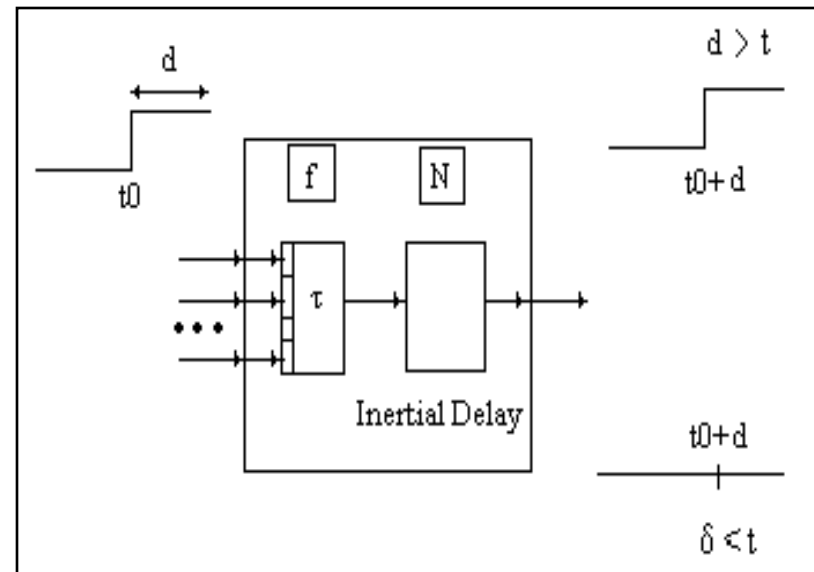 d
d > t
f
N
t0
t0+d
τ
•••
Inertial Delay
t0+d
δ < t